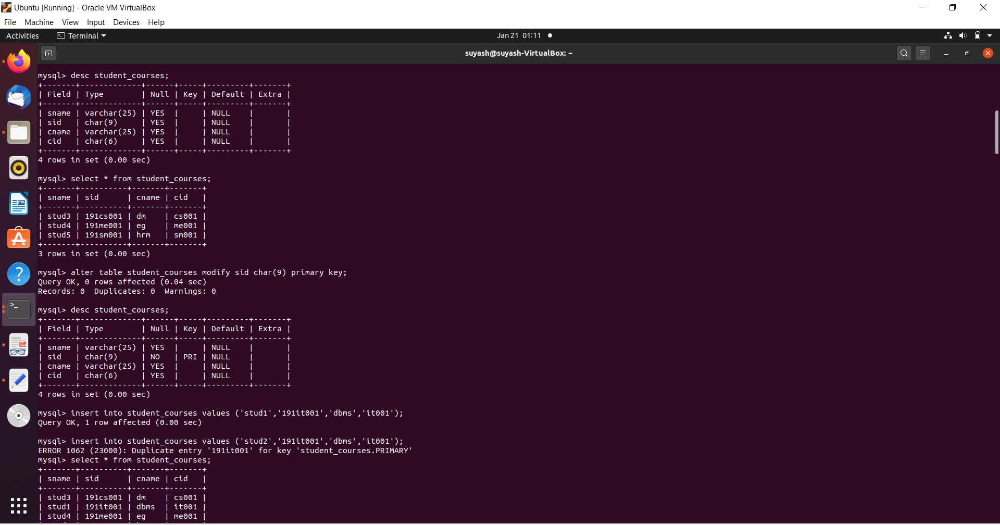 Ubuntu [Running] - Oracle VM VirtualBox
File Machine View Input Devices Help
Activities Terminal Jan 21 01:11
suyash@suyash-VirtualBox: ~
mysql> desc student_courses;
+-------+-------------+------+-----+---------+-------+
| Field | Type        | Null | Key | Default | Extra |
+-------+-------------+------+-----+---------+-------+
| sname | varchar(25) | YES  |     | NULL    |       |
| sid   | char(9)     | YES  |     | NULL    |       |
| cname | varchar(25) | YES  |     | NULL    |       |
| cid   | char(6)     | YES  |     | NULL    |       |
+-------+-------------+------+-----+---------+-------+
4 rows in set (0.00 sec)
mysql> select * from student_courses;
+-------+----------+-------+-------+
| sname | sid      | cname | cid   |
+-------+----------+-------+-------+
| stud3 | 191cs001 | dm    | cs001 |
| stud4 | 191me001 | eg    | me001 |
| stud5 | 191sm001 | hrm   | sm001 |
+-------+----------+-------+-------+
3 rows in set (0.00 sec)
mysql> alter table student_courses modify sid char(9) primary key;
Query OK, 0 rows affected (0.04 sec)
Records: 0  Duplicates: 0  Warnings: 0
mysql> desc student_courses;
+-------+-------------+------+-----+---------+-------+
| Field | Type        | Null | Key | Default | Extra |
+-------+-------------+------+-----+---------+-------+
| sname | varchar(25) | YES  |     | NULL    |       |
| sid   | char(9)     | NO   | PRI | NULL    |       |
| cname | varchar(25) | YES  |     | NULL    |       |
| cid   | char(6)     | YES  |     | NULL    |       |
+-------+-------------+------+-----+---------+-------+
4 rows in set (0.00 sec)
mysql> insert into student_courses values ('stud1','191it001','dbms','it001');
Query OK, 1 row affected (0.00 sec)
mysql> insert into student_courses values ('stud2','191it001','dbms','it001');
ERROR 1062 (23000): Duplicate entry '191it001' for key 'student_courses.PRIMARY'
mysql> select * from student_courses;
+-------+----------+-------+-------+
| sname | sid      | cname | cid   |
+-------+----------+-------+-------+
| stud3 | 191cs001 | dm    | cs001 |
| stud1 | 191it001 | dbms  | it001 |
| stud4 | 191me001 | eg    | me001 |